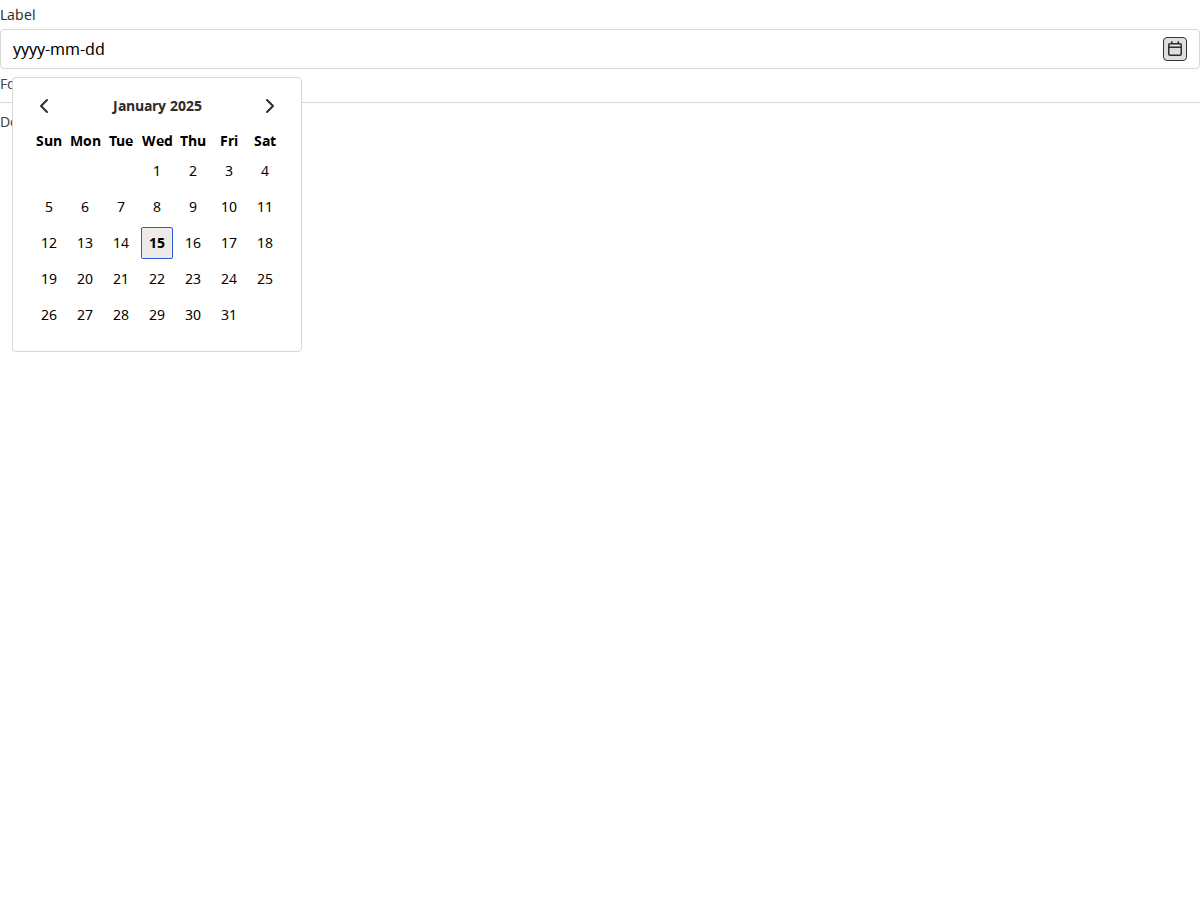 Label
yyyy-mm-dd
January 2025
Sun Mon Tue Wed Thu Fri Sat
1 2 3 4
5 6 7 8 9 10 11
12 13 14 15 16 17 18
19 20 21 22 23 24 25
26 27 28 29 30 31